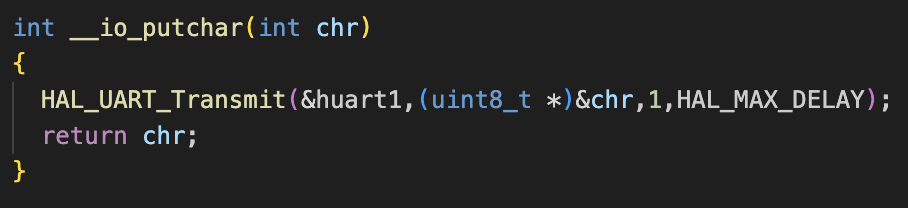 int __io_putchar(int chr)
{
  HAL_UART_Transmit(&huart1,(uint8_t *)&chr,1,HAL_MAX_DELAY);
  return chr;
}